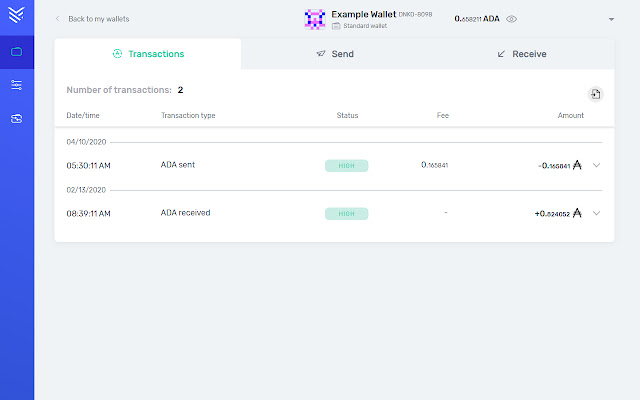 Back to my wallets
Example Wallet DNKO-8098
Standard wallet
0.658211 ADA
Transactions
Send
Receive
Number of transactions: 2
Date/time Transaction type Status Fee Amount
04/10/2020
05:30:11 AM ADA sent HIGH 0.165841 -0.165841
02/13/2020
08:39:11 AM ADA received HIGH - +0.824052